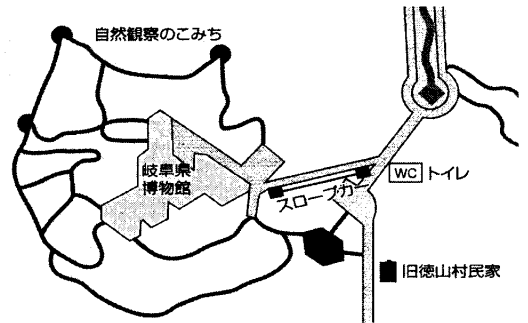 自然観察のこみち
岐阜県
博物館
WC トイレ
スロープカー
旧徳山村民家